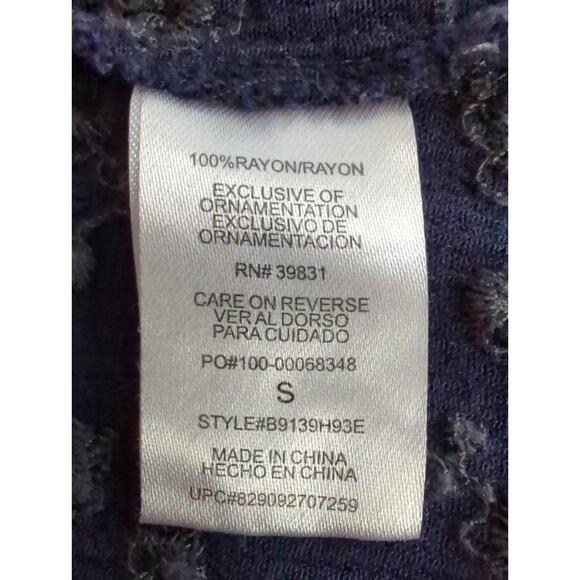 100%RAYON/RAYON
EXCLUSIVE OF
ORNAMENTATION
EXCLUSIVO DE
ORNAMENTACION
RN# 39831
CARE ON REVERSE
VER AL DORSO
PARA CUIDADO
PO#100-00068348
S
STYLE#B9139H93E
MADE IN CHINA
HECHO EN CHINA
UPC#829092707259